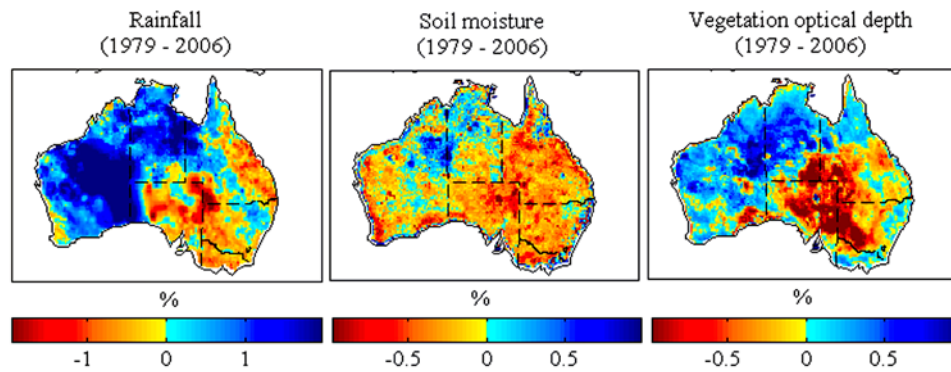 Rainfall
(1979 - 2006)
Soil moisture
(1979 - 2006)
Vegetation optical depth
(1979 - 2006)
%
%
%
-1 0 1
-0.5 0 0.5
-0.5 0 0.5